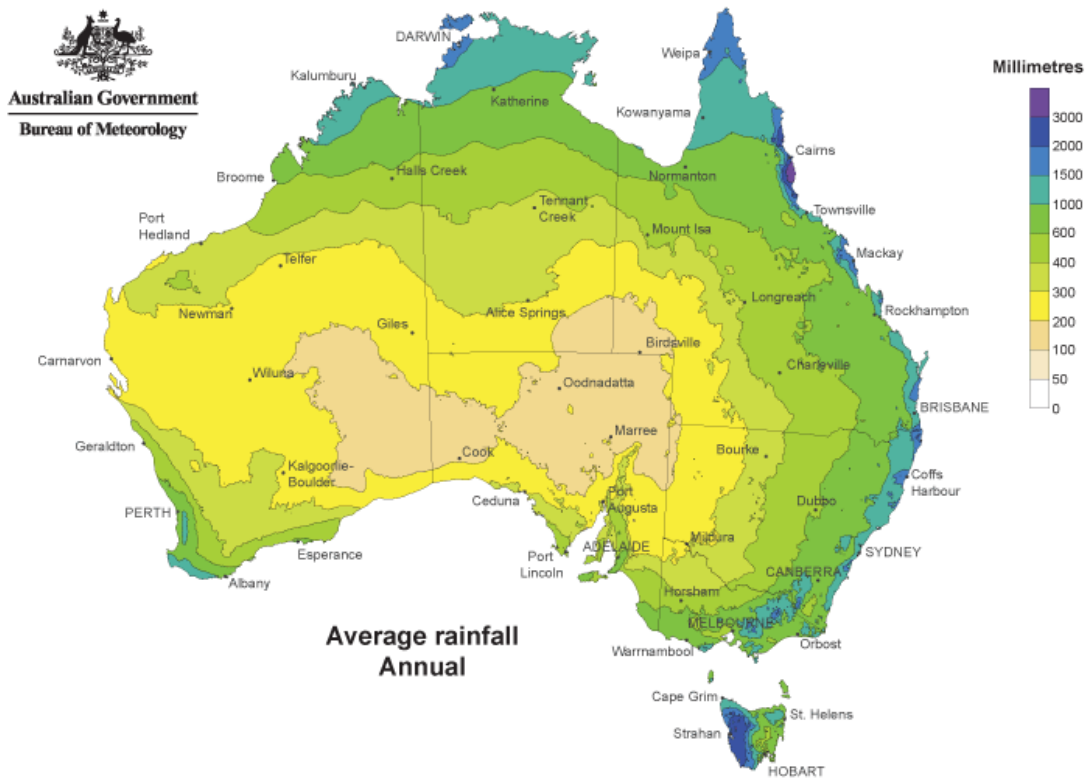 Australian Government
Bureau of Meteorology
DARWIN
Weipa
Kalumburu
Katherine
Kowanyama
Cairns
Broome
Halls Creek
Normanton
Tennant
Creek
Townsville
Port
Hedland
Mount Isa
Mackay
Telfer
Newman
Alice Springs
Longreach
Rockhampton
Giles
Birdsville
Carnarvon
Wiluna
Oodnadatta
Charleville
BRISBANE
Geraldton
Kalgoorlie-
Boulder
Cook
Marree
Bourke
Coffs
Harbour
PERTH
Ceduna
Port
Augusta
Dubbo
Esperance
Port
Lincoln
ADELAIDE
Mildura
SYDNEY
Albany
CANBERRA
Horsham
MELBOURNE
Warrnambool
Orbost
Average rainfall
Annual
Cape Grim
St. Helens
Strahan
HOBART
Millimetres
3000
2000
1500
1000
600
400
300
200
100
50
0